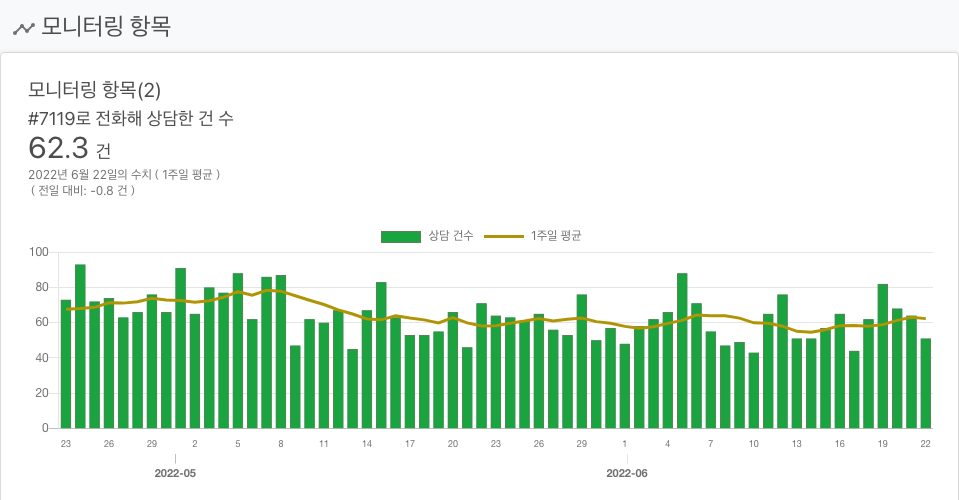 모니터링 항목
모니터링 항목(2)
#7119로 전화해 상담한 건 수
62.3 건
2022년 6월 22일의 수치 ( 1주일 평균 )
( 전일 대비: -0.8 건 )
상담 건수 1주일 평균
100
80
60
40
20
0
23 26 29 2 5 8 11 14 17 20 23 26 29 1 4 7 10 13 16 19 22
2022-05 2022-06